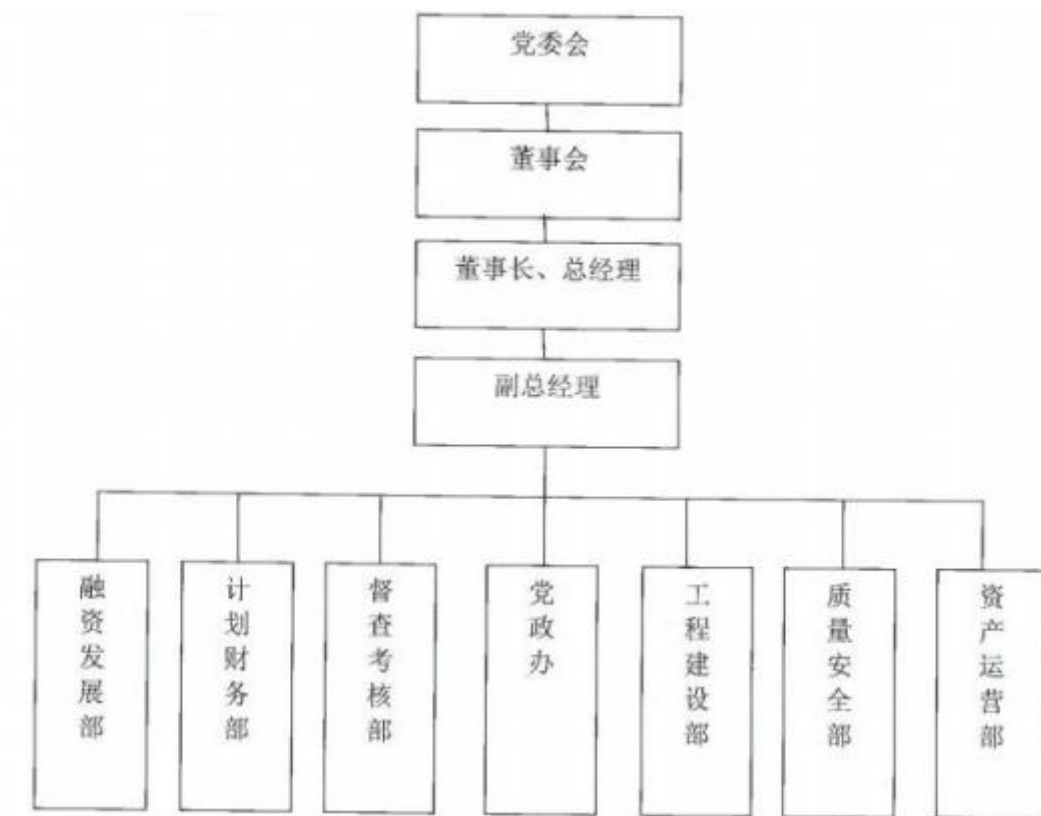 党委会
董事会
董事长、总经理
副总经理
融资发展部
计划财务部
督查考核部
党政办
工程建设部
质量安全部
资产运营部